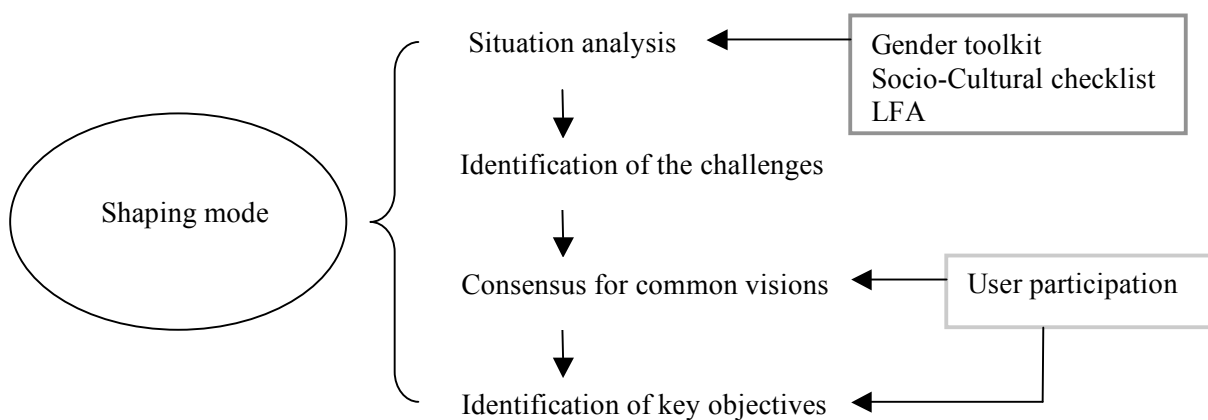 Situation analysis
Gender toolkit
Socio-Cultural checklist
LFA
Identification of the challenges
Shaping mode
Consensus for common visions
User participation
Identification of key objectives